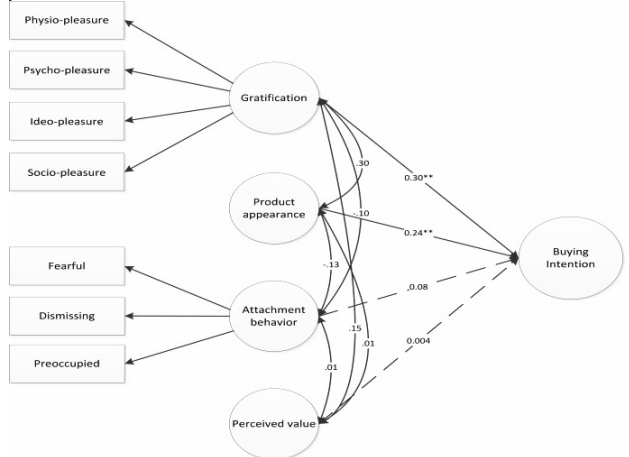 Physio-pleasure
Psycho-pleasure
Gratification
Ideo-pleasure
Socio-pleasure
.30
0.30**
Product
appearance
-.10
0.24**
Buying
Intention
Fearful
-.13
Attachment
behavior
.08
Dismissing
.15
.01
0.004
Preoccupied
.01
Perceived value